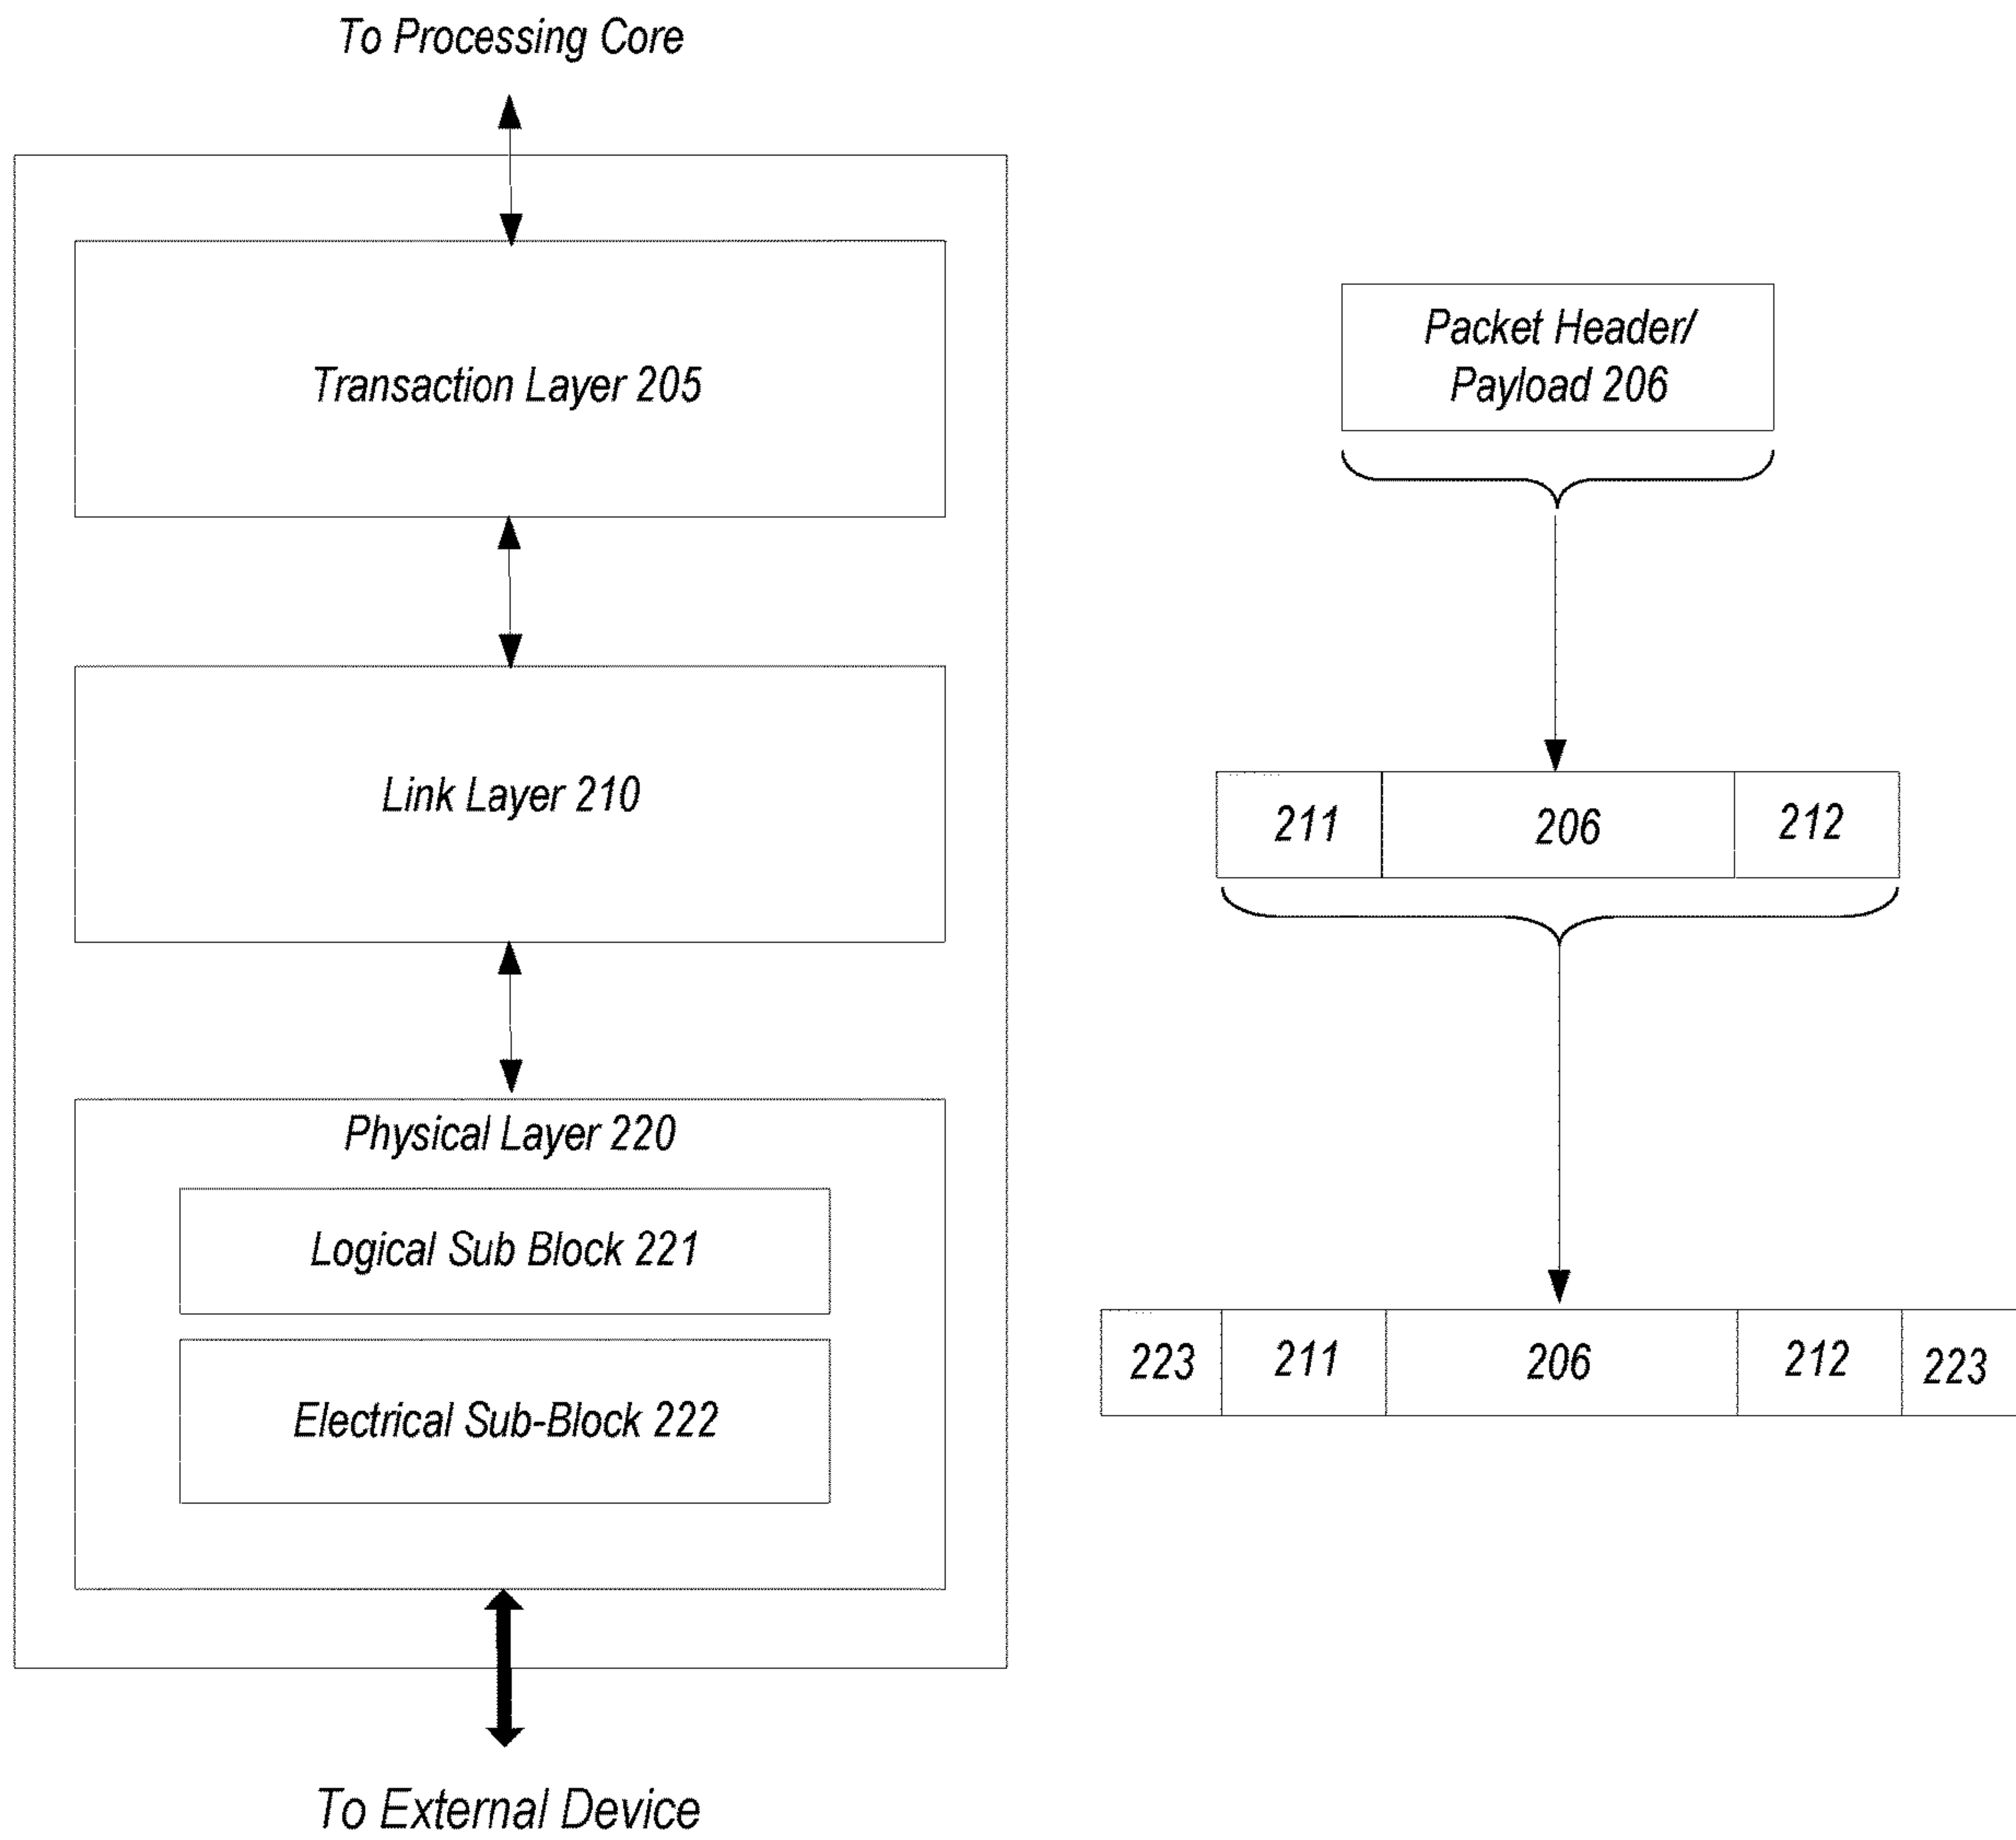 To Processing Core
Transaction Layer 205
Packet Header/
Payload 206
Link Layer 210
211 206 212
Physical Layer 220
Logical Sub Block 221
Electrical Sub-Block 222
223 211 206 212 223
To External Device